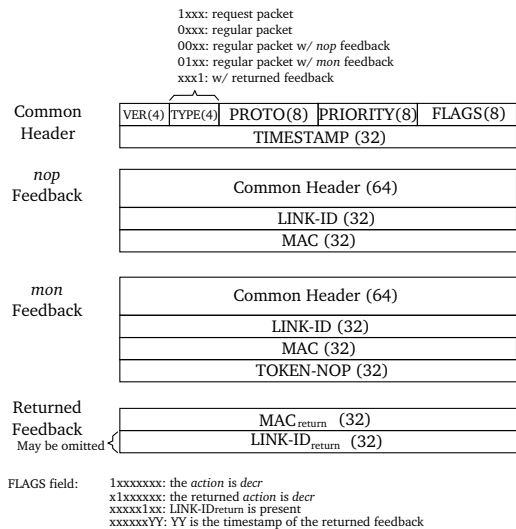 1xxx: request packet
0xxx: regular packet
00xx: regular packet w/ nop feedback
01xx: regular packet w/ mon feedback
xxx1: w/ returned feedback
Common Header
VER(4) TYPE(4) PROTO(8) PRIORITY(8) FLAGS(8)
TIMESTAMP (32)
nop Feedback
Common Header (64)
LINK-ID (32)
MAC (32)
mon Feedback
Common Header (64)
LINK-ID (32)
MAC (32)
TOKEN-NOP (32)
Returned Feedback
MACreturn (32)
May be omitted
LINK-IDreturn (32)
FLAGS field: 1xxxxxxx: the action is decr
x1xxxxxx: the returned action is decr
xxxxx1xx: LINK-IDreturn is present
xxxxxxYY: YY is the timestamp of the returned feedback